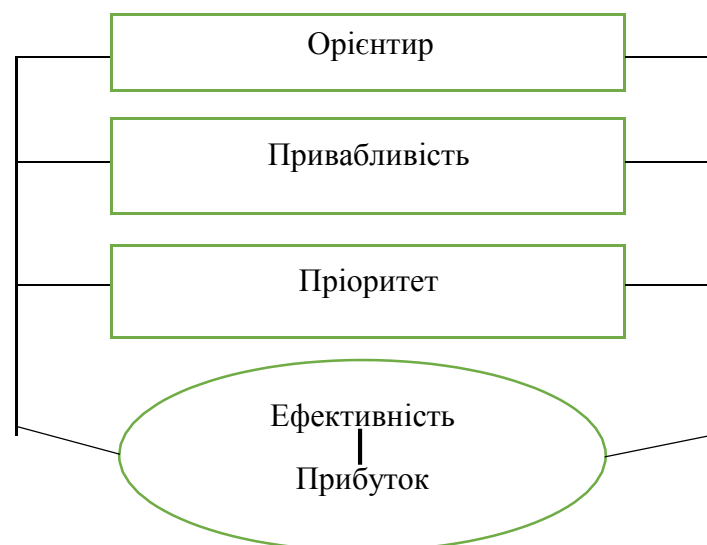 Орієнтир
Привабливість
Пріоритет
Ефективність
Прибуток